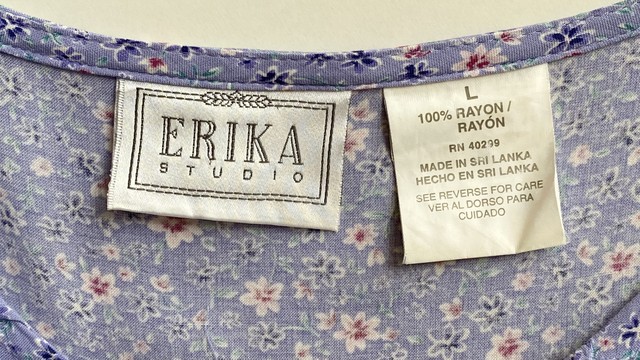 ERIKA
STUDIO
L
100% RAYON /
RAYÓN
RN 40299
MADE IN SRI LANKA
HECHO EN SRI LANKA
SEE REVERSE FOR CARE
VER AL DORSO PARA
CUIDADO